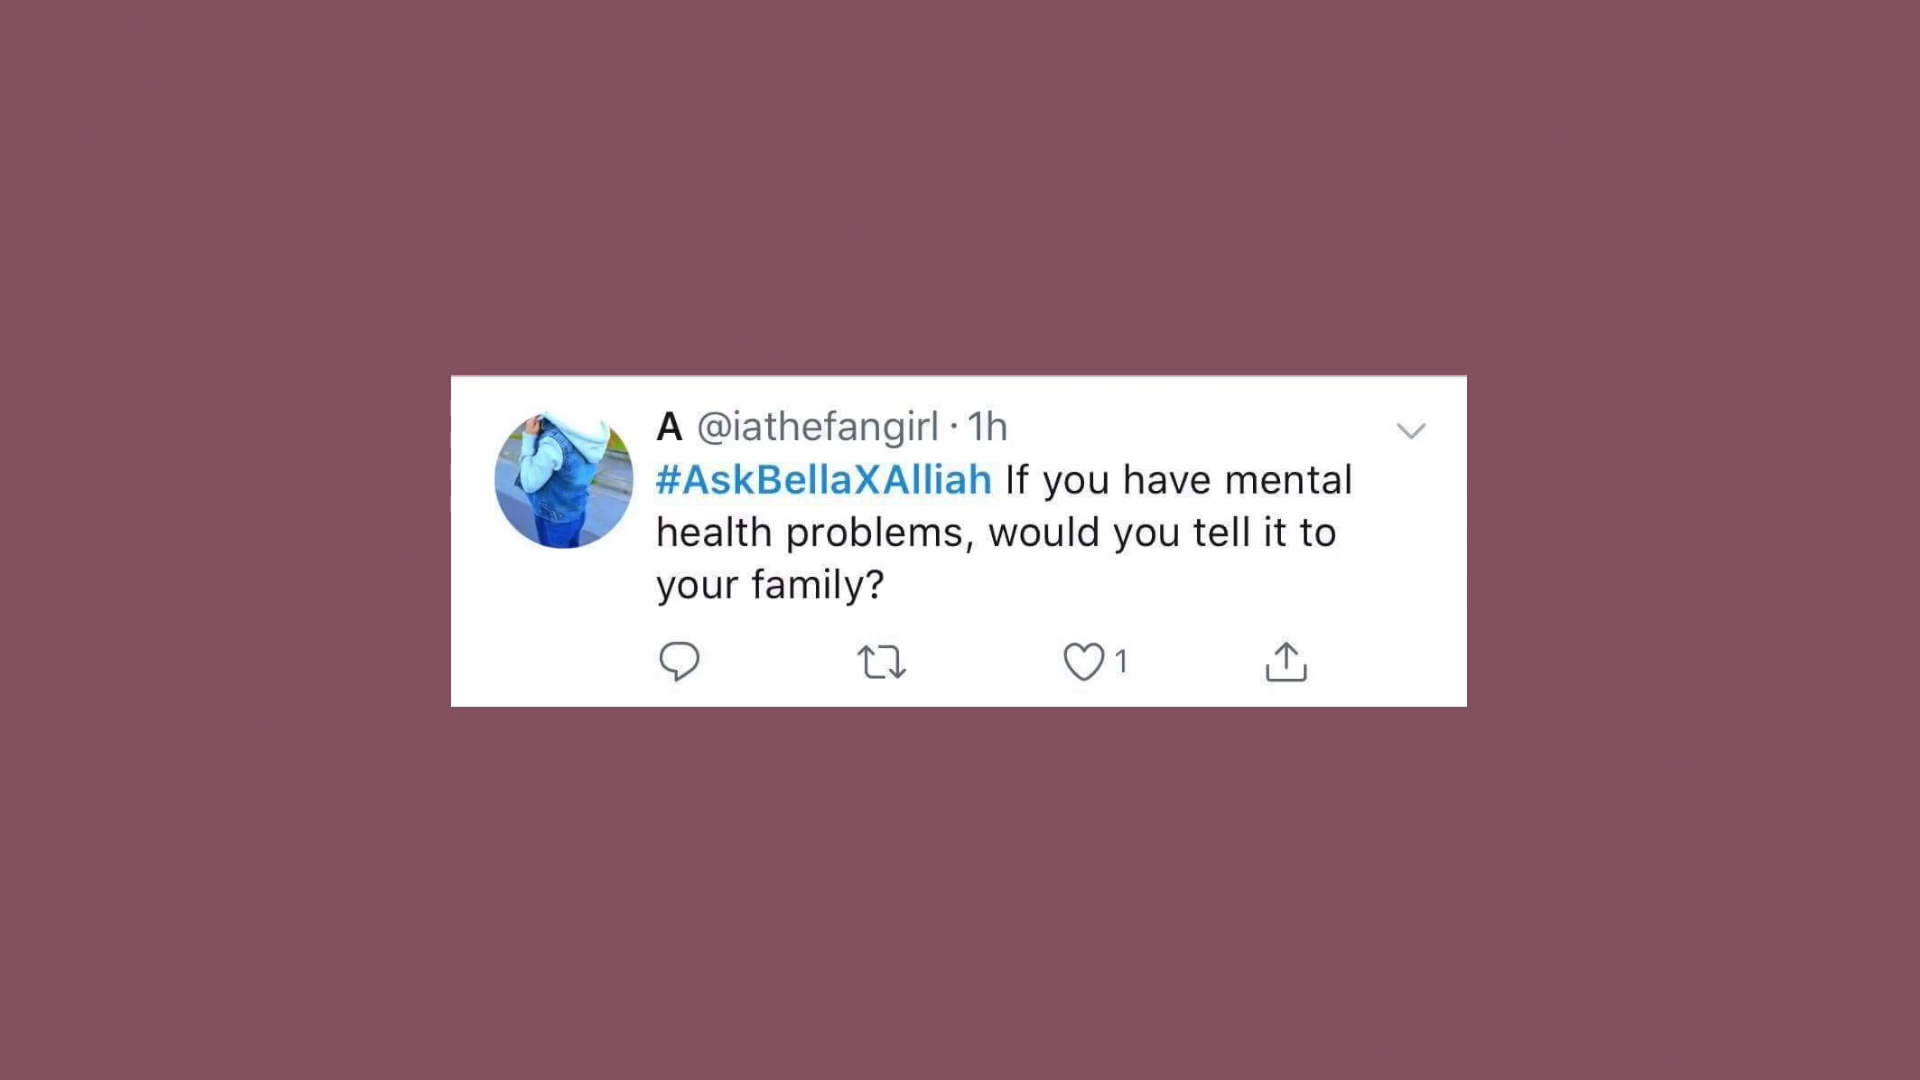 A @iathefangirl · 1h
#AskBellaXAlliah If you have mental
health problems, would you tell it to
your family?
1